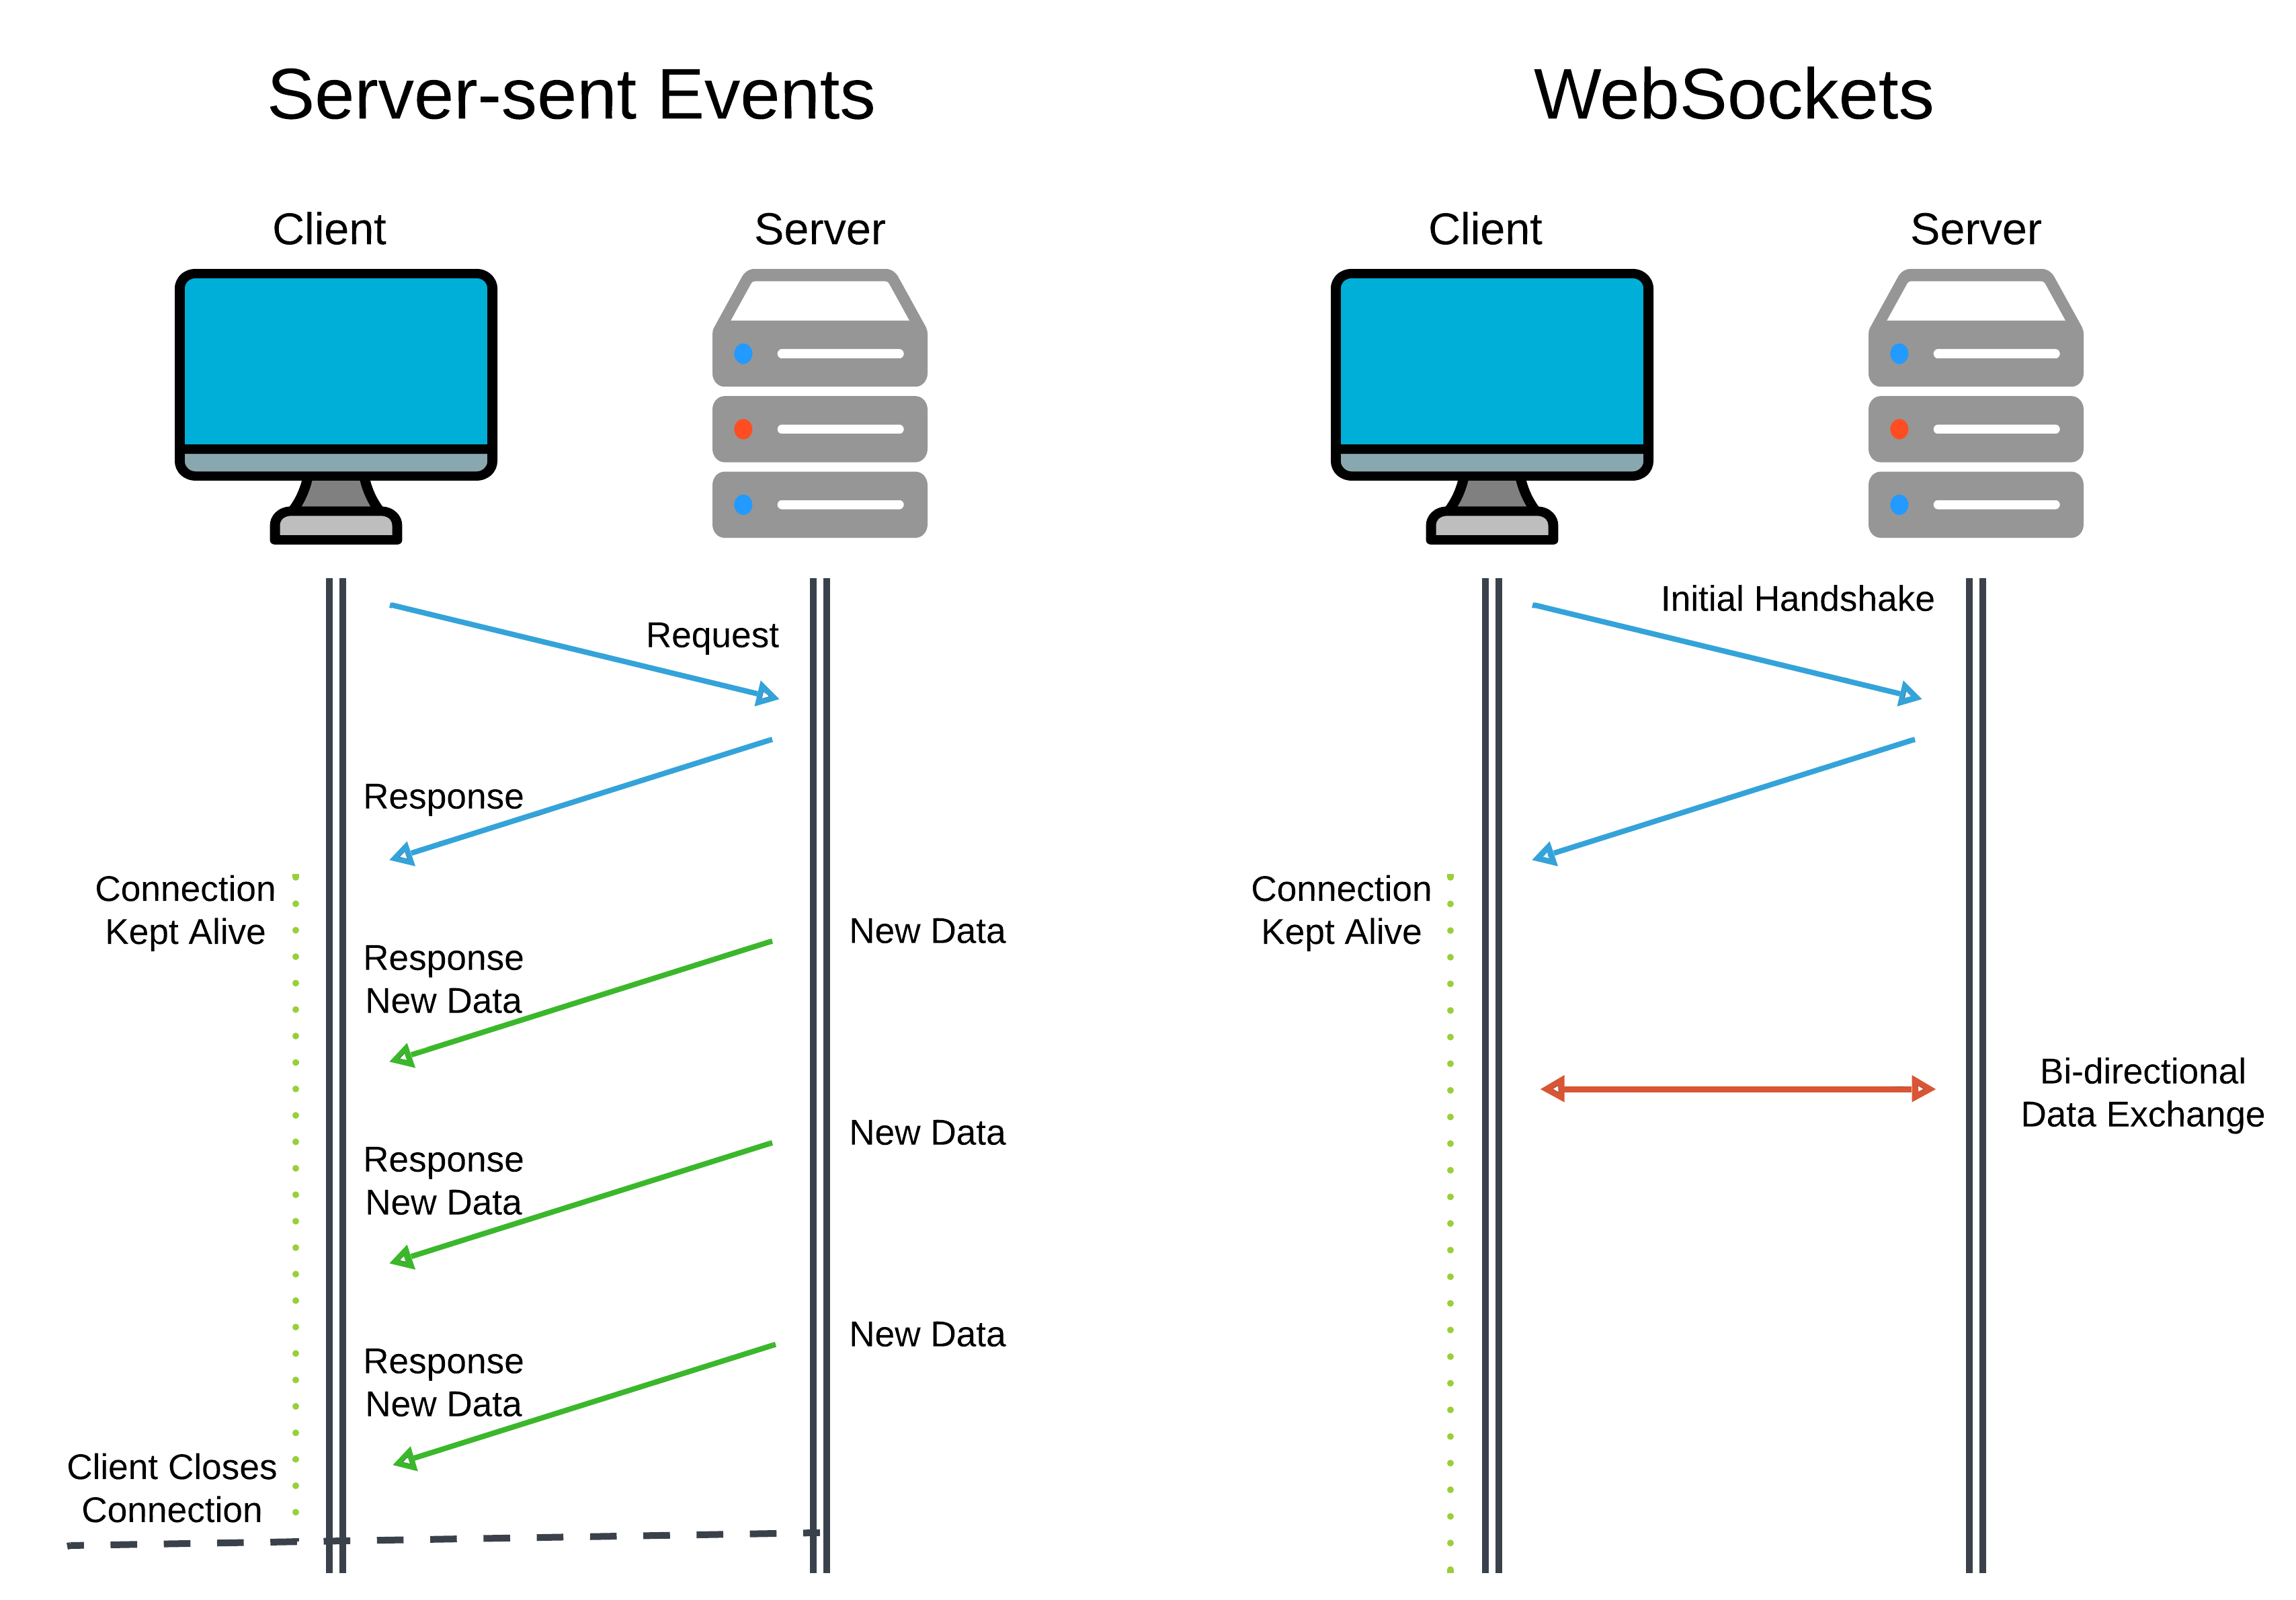 Server-sent Events
Client
Server
Request
Response
Connection
Kept Alive
New Data
Response
New Data
New Data
Response
New Data
New Data
Response
New Data
Client Closes
Connection
WebSockets
Client
Server
Initial Handshake
Connection
Kept Alive
Bi-directional
Data Exchange